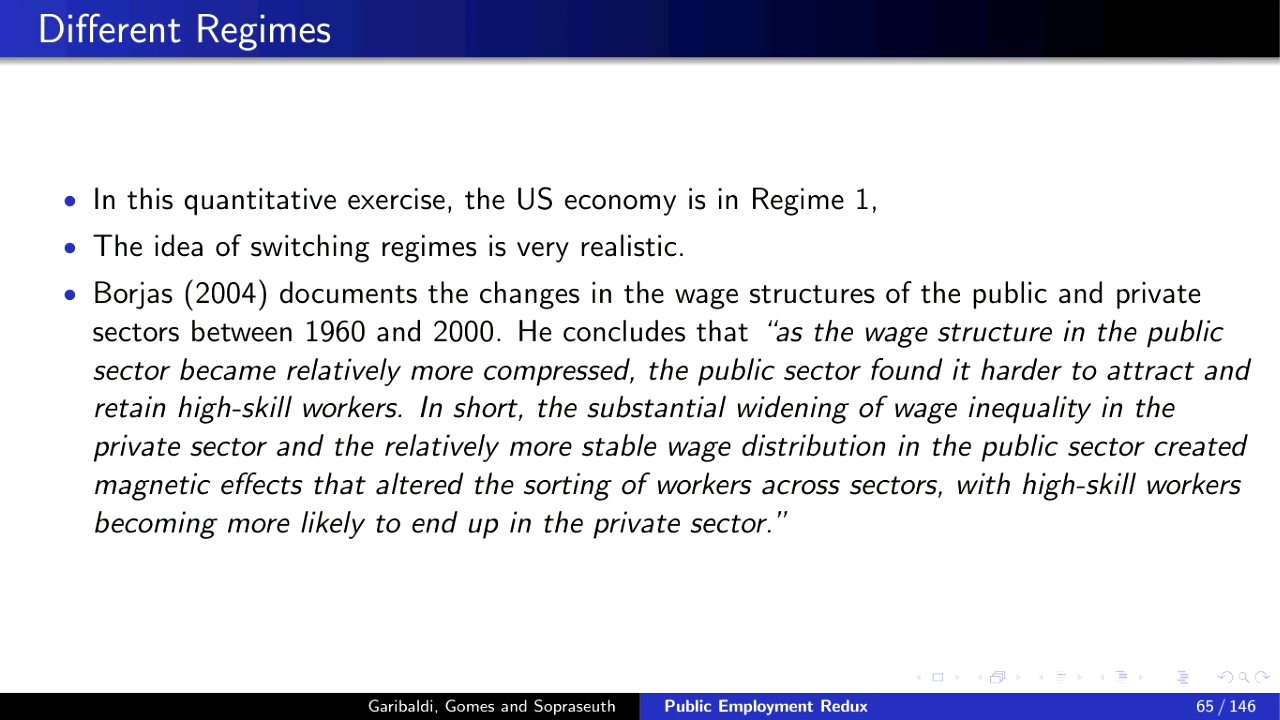 Different Regimes
• In this quantitative exercise, the US economy is in Regime 1,
• The idea of switching regimes is very realistic.
• Borjas (2004) documents the changes in the wage structures of the public and private
sectors between 1960 and 2000. He concludes that “as the wage structure in the public
sector became relatively more compressed, the public sector found it harder to attract and
retain high-skill workers. In short, the substantial widening of wage inequality in the
private sector and the relatively more stable wage distribution in the public sector created
magnetic effects that altered the sorting of workers across sectors, with high-skill workers
becoming more likely to end up in the private sector.”
Garibaldi, Gomes and Sopraseuth Public Employment Redux 65 / 146